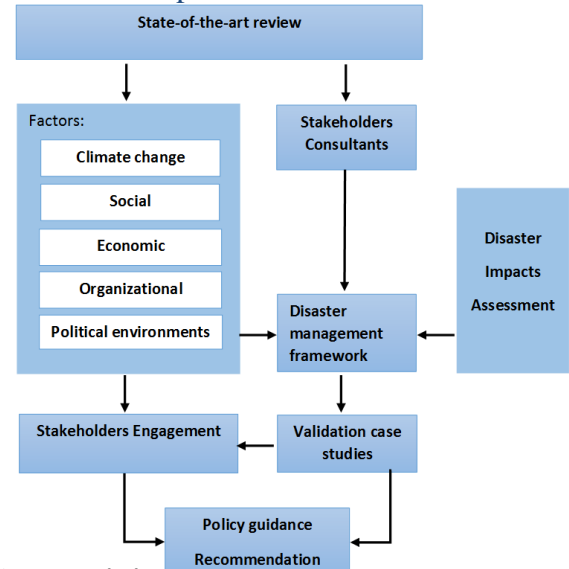 State-of-the-art review
Factors:
Climate change
Social
Economic
Organizational
Political environments
Stakeholders
Consultants
Disaster
Impacts
Assessment
Disaster
management
framework
Stakeholders Engagement
Validation case
studies
Policy guidance
Recommendation